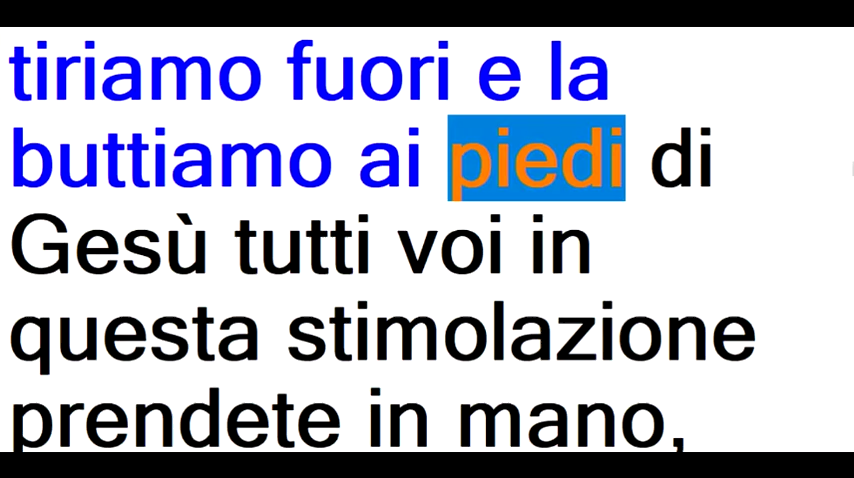 tiriamo fuori e la
buttiamo ai piedi di
Gesù tutti voi in
questa stimolazione
prendete in mano,